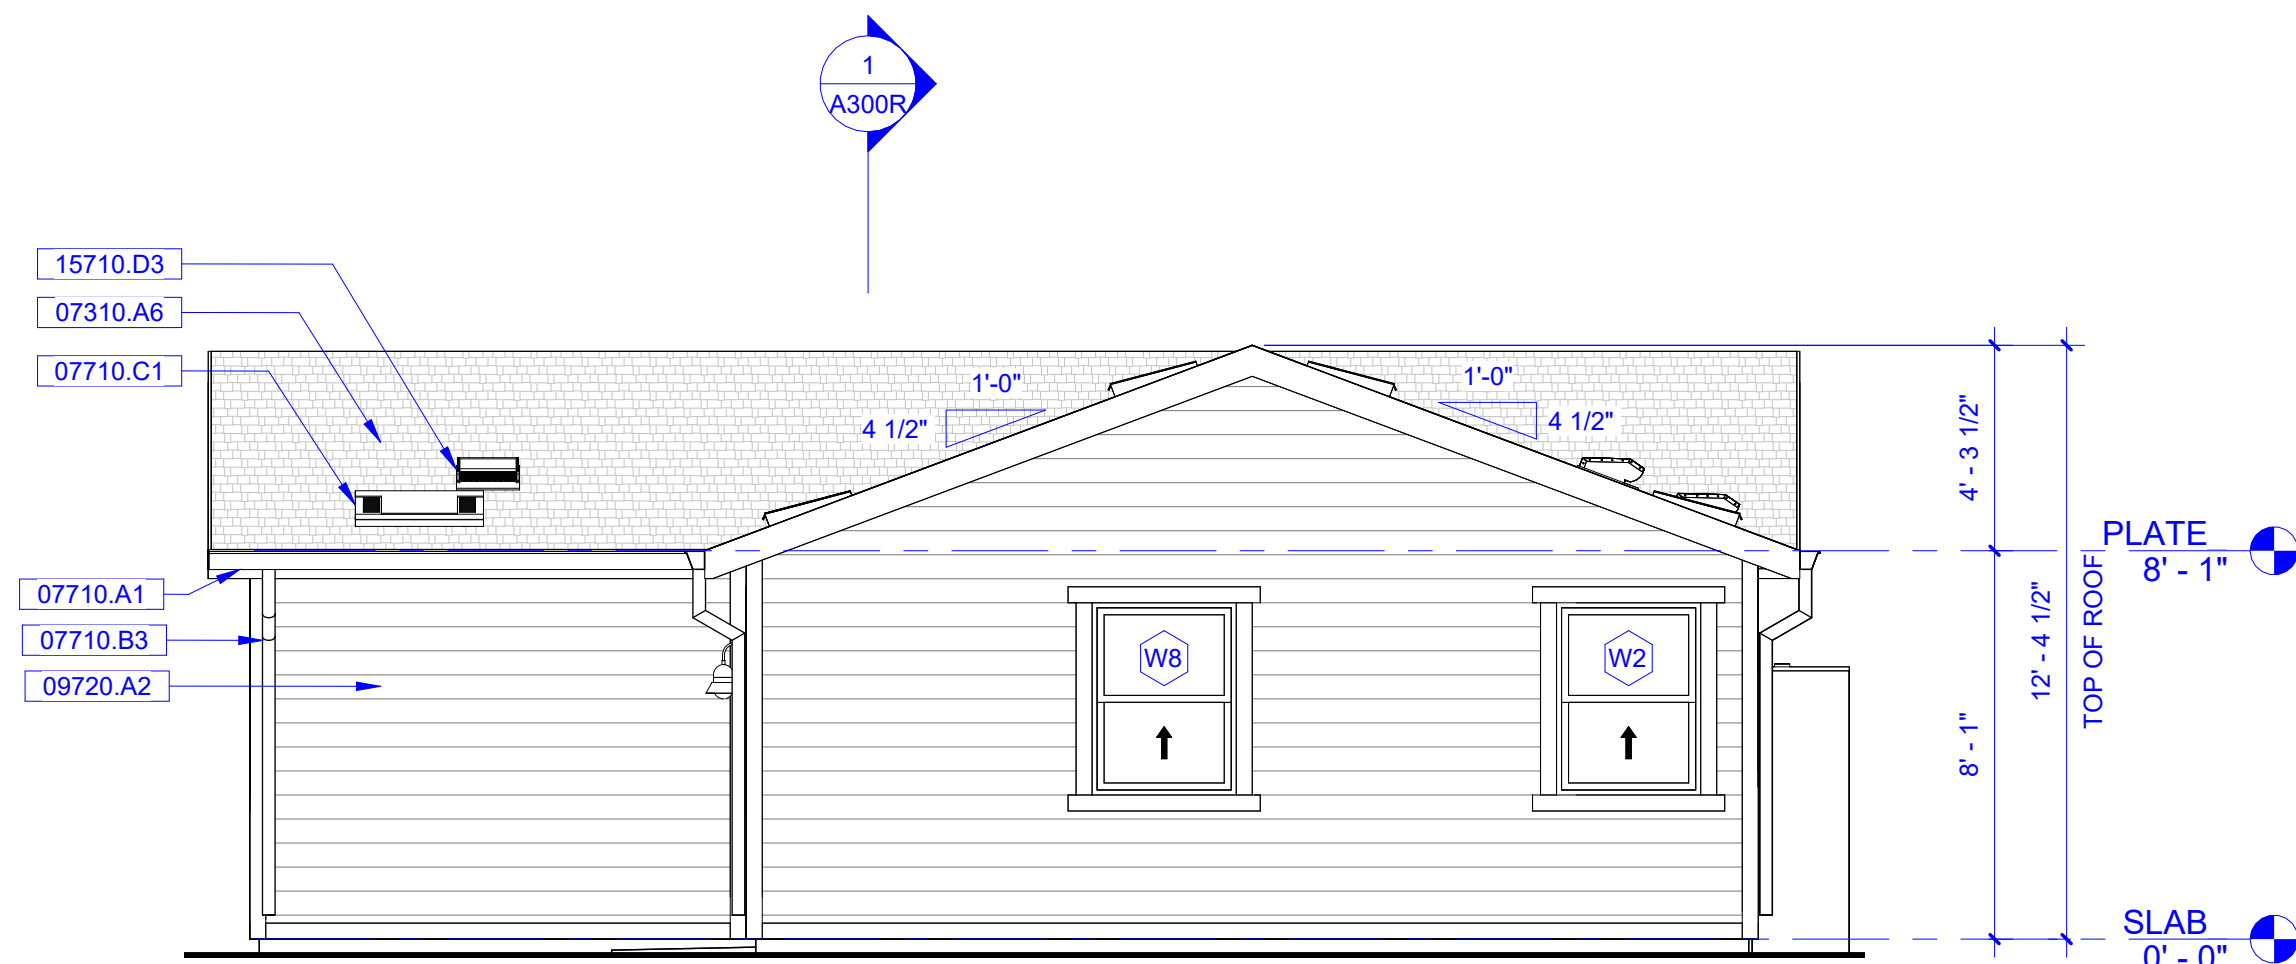 1
A300R
15710.D3
07310.A6
07710.C1
1'-0"
4 1/2"
1'-0"
4 1/2"
4' - 3 1/2"
PLATE
8' - 1"
07710.A1
07710.B3
09720.A2
W8
W2
8' - 1"
12' - 4 1/2"
TOP OF ROOF
SLAB
0' - 0"